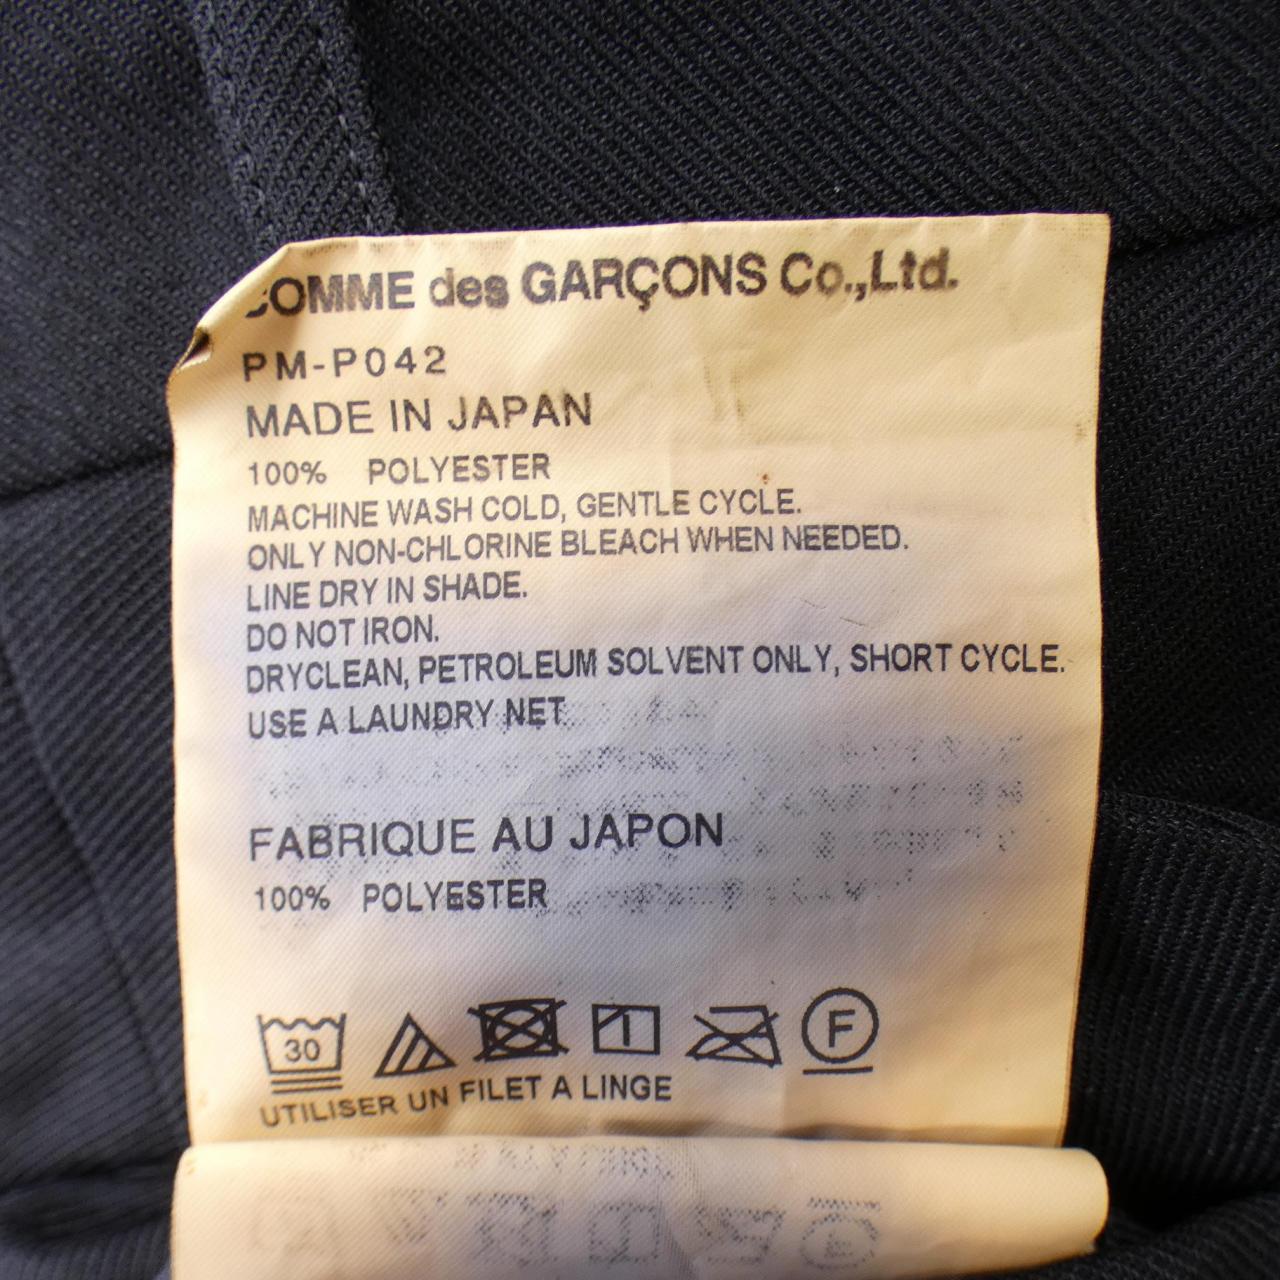 COMME des GARÇONS Co.,Ltd.
PM-P042
MADE IN JAPAN
100% POLYESTER
MACHINE WASH COLD, GENTLE CYCLE.
ONLY NON-CHLORINE BLEACH WHEN NEEDED.
LINE DRY IN SHADE.
DO NOT IRON.
DRYCLEAN, PETROLEUM SOLVENT ONLY, SHORT CYCLE.
USE A LAUNDRY NET
FABRIQUE AU JAPON
100% POLYESTER
30
F
UTILISER UN FILET A LINGE